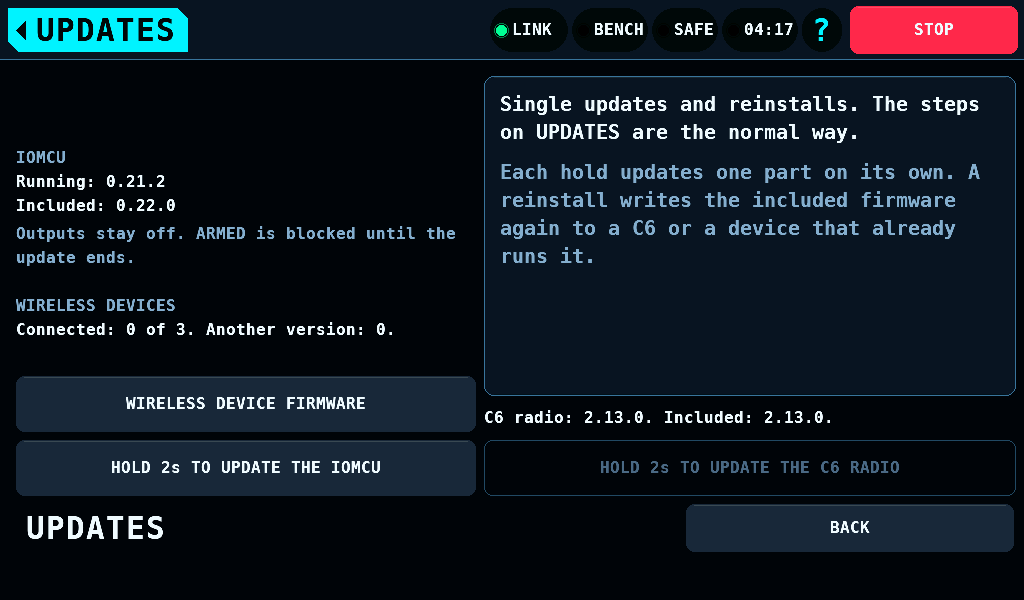 UPDATES
LINK
BENCH
SAFE
04:17
?
STOP
IOMCU
Running: 0.21.2
Included: 0.22.0
Outputs stay off. ARMED is blocked until the
update ends.
WIRELESS DEVICES
Connected: 0 of 3. Another version: 0.
WIRELESS DEVICE FIRMWARE
HOLD 2s TO UPDATE THE IOMCU
Single updates and reinstalls. The steps
on UPDATES are the normal way.
Each hold updates one part on its own. A
reinstall writes the included firmware
again to a C6 or a device that already
runs it.
C6 radio: 2.13.0. Included: 2.13.0.
HOLD 2s TO UPDATE THE C6 RADIO
UPDATES
BACK